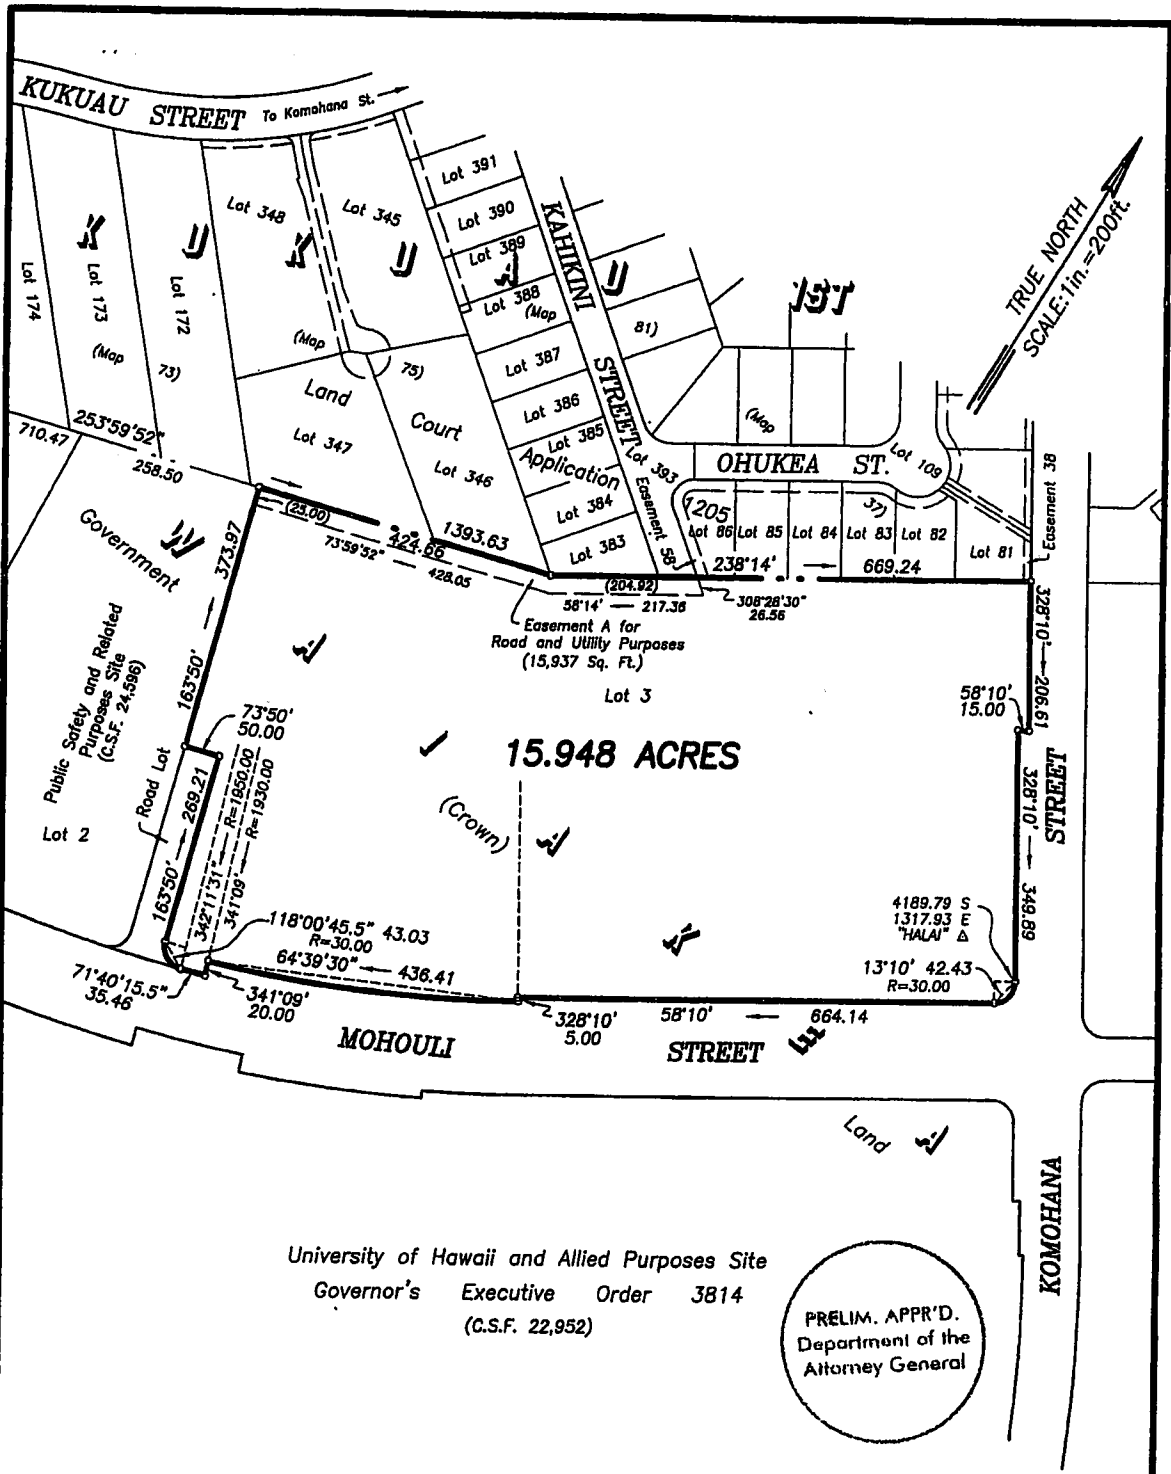 KUKUAU STREET To Komohana St.
Lot 174
Lot 173
(Map
73)
Lot 172
Lot 348
Lot 345
(Map
75)
K U K U A U 1ST
Lot 391
Lot 390
Lot 389
Lot 388
(Map
81)
Lot 387
Lot 386
Lot 385
Lot 384
Lot 383
KAHIKINI STREET
Lot 393
Easement 58
TRUE NORTH
SCALE: 1in.=200ft.
(Map
37)
OHUKEA ST.
Lot 109
Easement 38
Land
Court
Application
1205
Lot 347
Lot 346
Lot 86
Lot 85
Lot 84
Lot 83
Lot 82
Lot 81
253°59'52"
710.47
258.50
(25.00)
424.66
1393.63
73°59'52"
428.05
238°14'
669.24
(204.92)
58°14'
217.36
308°28'30"
26.56
Easement A for
Road and Utility Purposes
(15,937 Sq. Ft.)
Government
373.97
163°50'
Public Safety and Related
Purposes Site
(C.S.F. 24,596)
Lot 2
Road Lot
73°50'
50.00
163°50'
269.21
342°11'31"
R=1950.00
341°09'
R=1930.00
Lot 3
15.948 ACRES
(Crown)
328°10'
206.61
58°10'
15.00
328°10'
349.89
STREET
4189.79 S
1317.93 E
"HALAI"
13°10' 42.43
R=30.00
118°00'45.5" 43.03
R=30.00
64°39'30"
436.41
71°40'15.5"
35.46
341°09'
20.00
328°10'
5.00
58°10'
664.14
MOHOULI STREET
Land
KOMOHANA
University of Hawaii and Allied Purposes Site
Governor's Executive Order 3814
(C.S.F. 22,952)
PRELIM. APPR'D.
Department of the
Attorney General